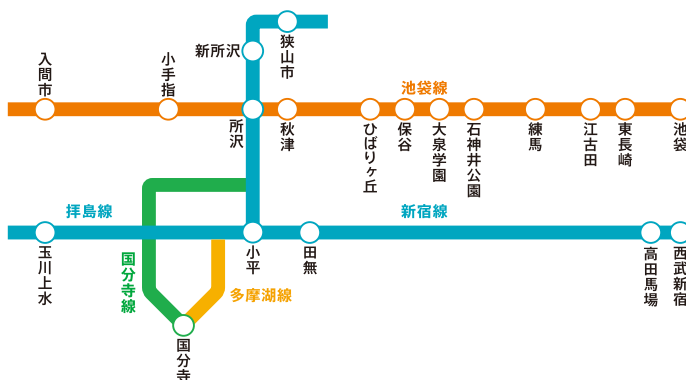 狭山市
新所沢
入間市
小手指
池袋線
所沢
秋津
ひばりヶ丘
保谷
大泉学園
石神井公園
練馬
江古田
東長崎
池袋
拝島線
新宿線
玉川上水
国分寺線
小平
田無
高田馬場
西武新宿
多摩湖線
国分寺